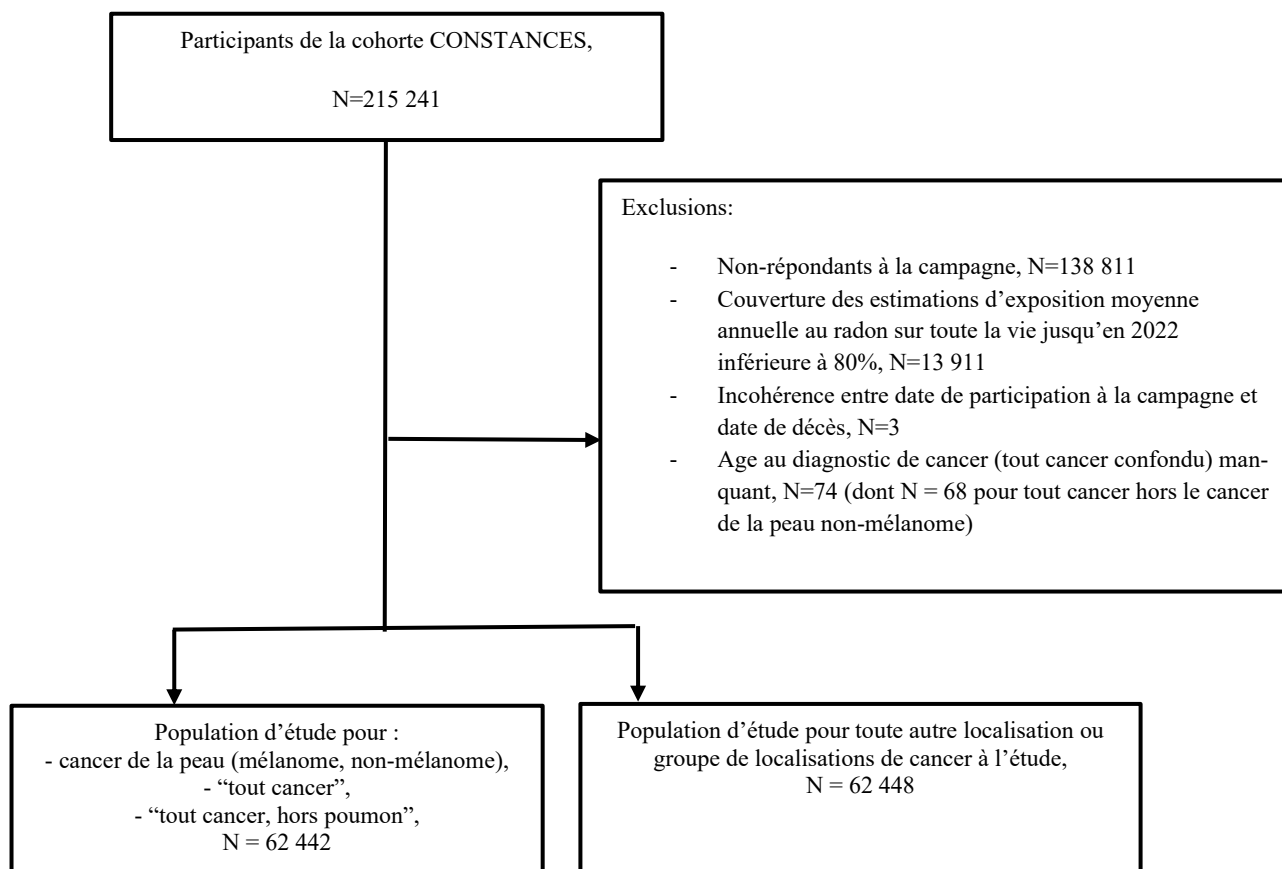 Participants de la cohorte CONSTANCES,
N=215 241
Exclusions:
- Non-répondants à la campagne, N=138 811
- Couverture des estimations d’exposition moyenne
annuelle au radon sur toute la vie jusqu’en 2022
inférieure à 80%, N=13 911
- Incohérence entre date de participation à la campagne et
date de décès, N=3
- Age au diagnostic de cancer (tout cancer confondu) man-
quant, N=74 (dont N = 68 pour tout cancer hors le cancer
de la peau non-mélanome)
Population d’étude pour :
- cancer de la peau (mélanome, non-mélanome),
- “tout cancer”,
- “tout cancer, hors poumon”,
N = 62 442
Population d’étude pour toute autre localisation ou
groupe de localisations de cancer à l’étude,
N = 62 448